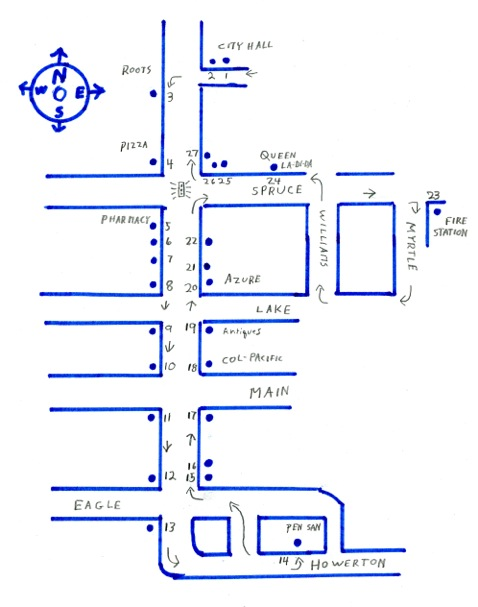 CITY HALL
N
W E
S
ROOTS
2 1
3
PIZZA
4
27
QUEEN
LA-DI-DA
26 25
24
SPRUCE
23
FIRE
STATION
PHARMACY
5
6
22
WILLIAMS
MYRTLE
7
21
8
20
AZURE
LAKE
9
19
Antiques
10
18
COL-PACIFIC
MAIN
11
17
16
12
15
EAGLE
13
PEN SAN
14
HOWERTON